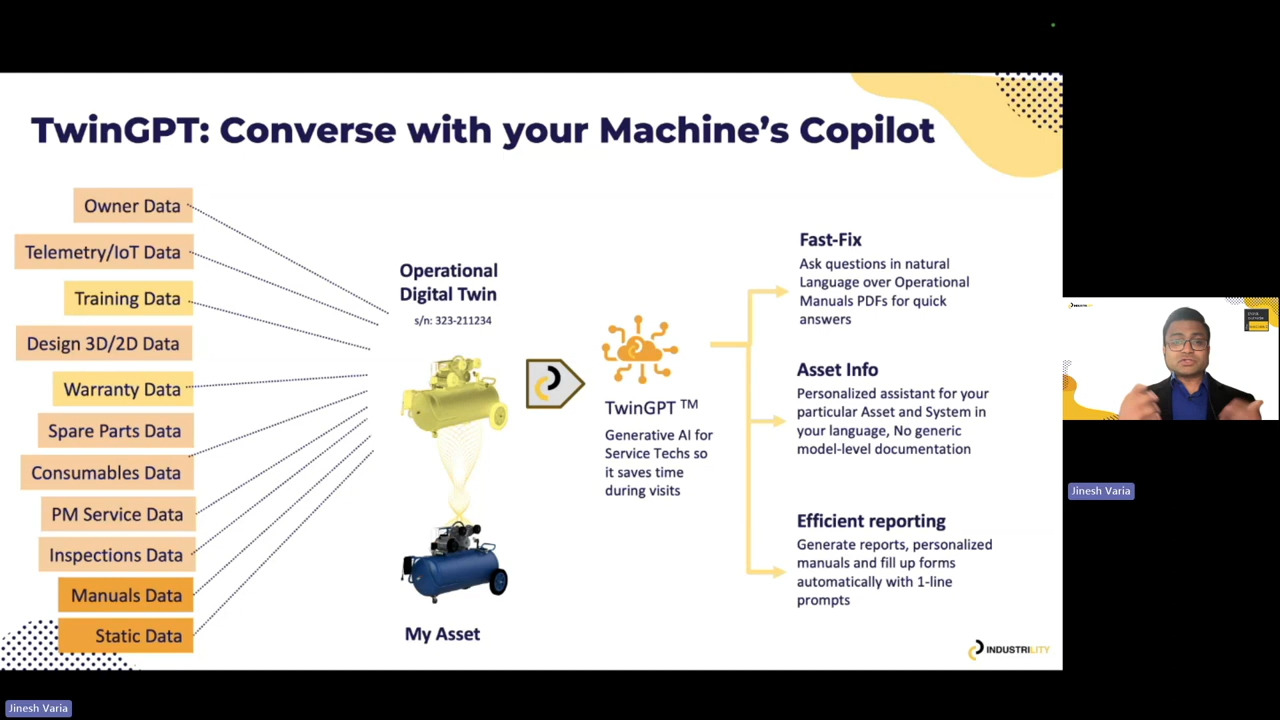 TwinGPT: Converse with your Machine's Copilot
Owner Data
Telemetry/IoT Data
Training Data
Design 3D/2D Data
Warranty Data
Spare Parts Data
Consumables Data
PM Service Data
Inspections Data
Manuals Data
Static Data
Operational
Digital Twin
s/n: 323-211234
My Asset
TwinGPT TM
Generative AI for
Service Techs so
it saves time
during visits
Fast-Fix
Ask questions in natural
Language over Operational
Manuals PDFs for quick
answers
Asset Info
Personalized assistant for your
particular Asset and System in
your language, No generic
model-level documentation
Efficient reporting
Generate reports, personalized
manuals and fill up forms
automatically with 1-line
prompts
INDUSTRILITY
Jinesh Varia
Jinesh Varia